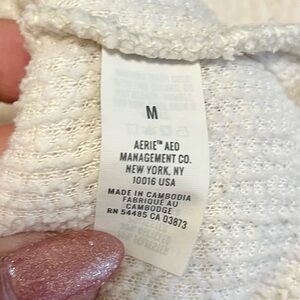 M
AERIE™ AEO
MANAGEMENT CO.
NEW YORK, NY
10016 USA
MADE IN CAMBODIA
FABRIQUÉ AU
CAMBODGE
RN 54485 CA 03873